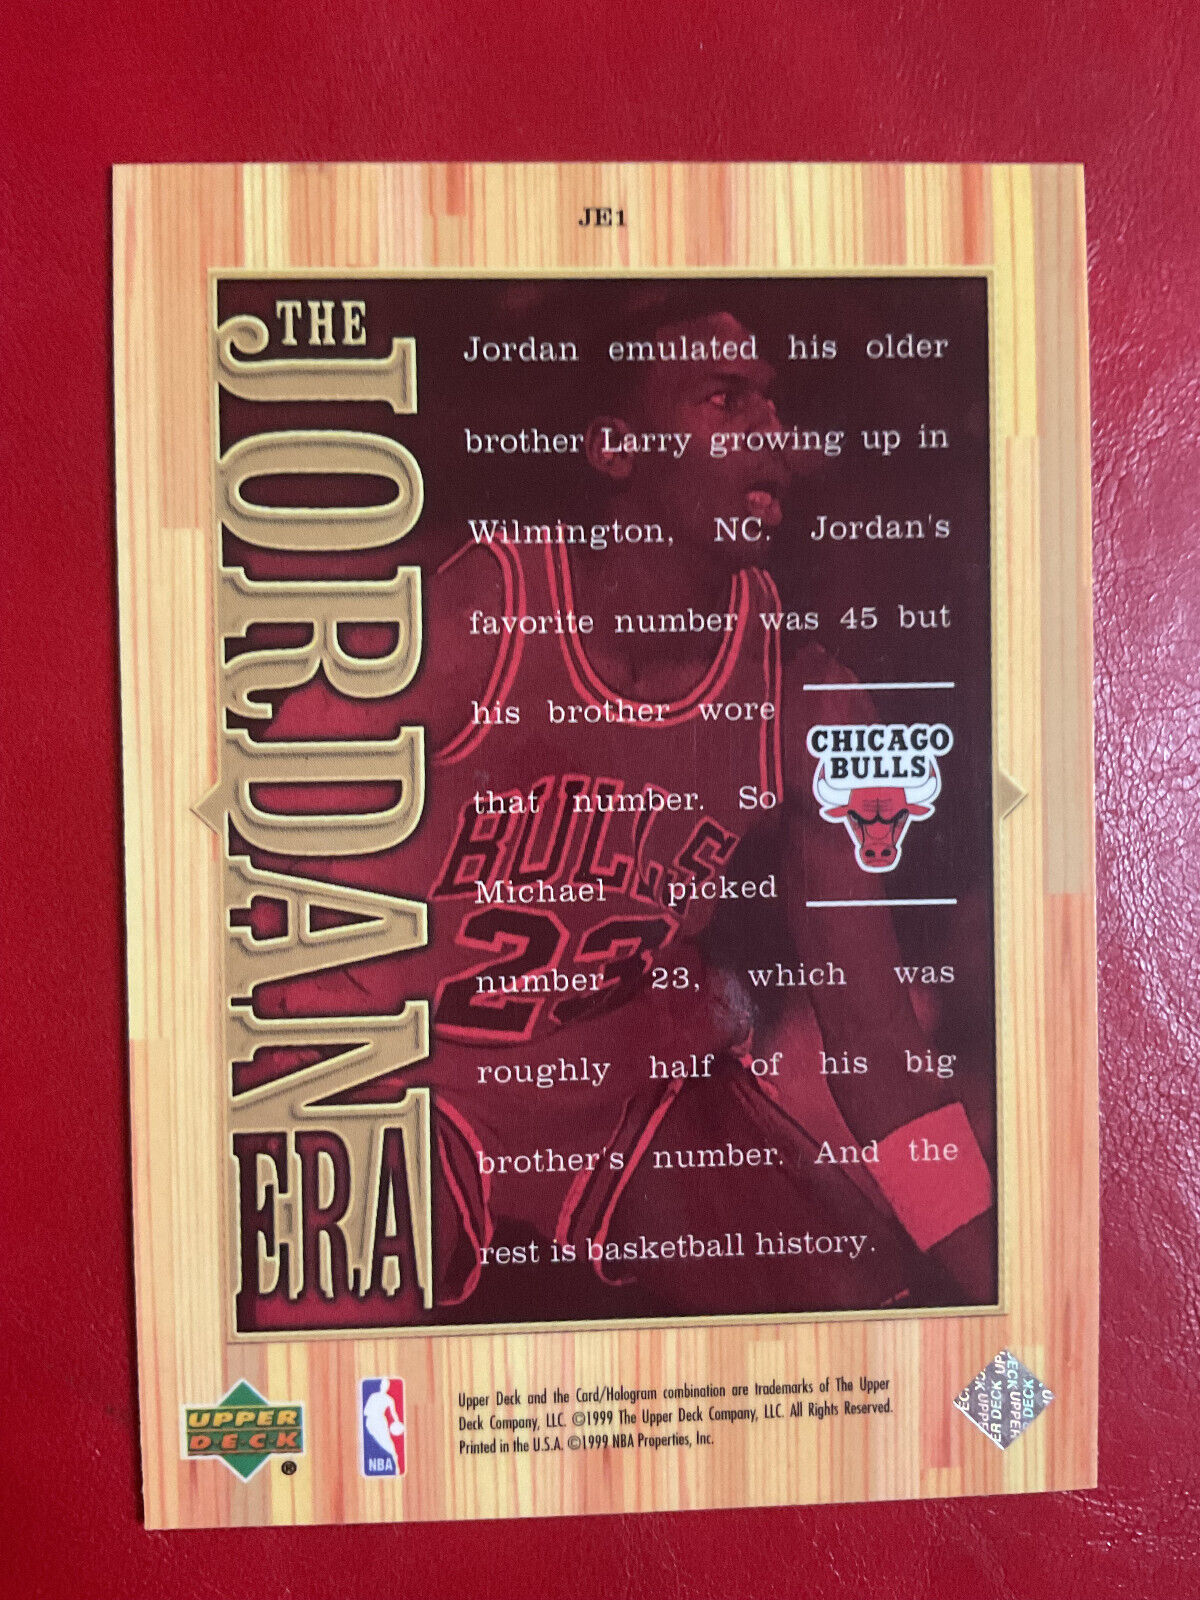 JE1
THE
JORDAN
ERA
Jordan emulated his older
brother Larry growing up in
Wilmington, NC. Jordan's
favorite number was 45 but
his brother wore
that number. So
Michael picked
number 23, which was
roughly half of his big
brother's number. And the
rest is basketball history.
CHICAGO
BULLS
BULLS
23
UPPER
DECK
®
NBA
Upper Deck and the Card/Hologram combination are trademarks of The Upper
Deck Company, LLC. ©1999 The Upper Deck Company, LLC. All Rights Reserved.
Printed in the U.S.A. ©1999 NBA Properties, Inc.
UPPER DECK